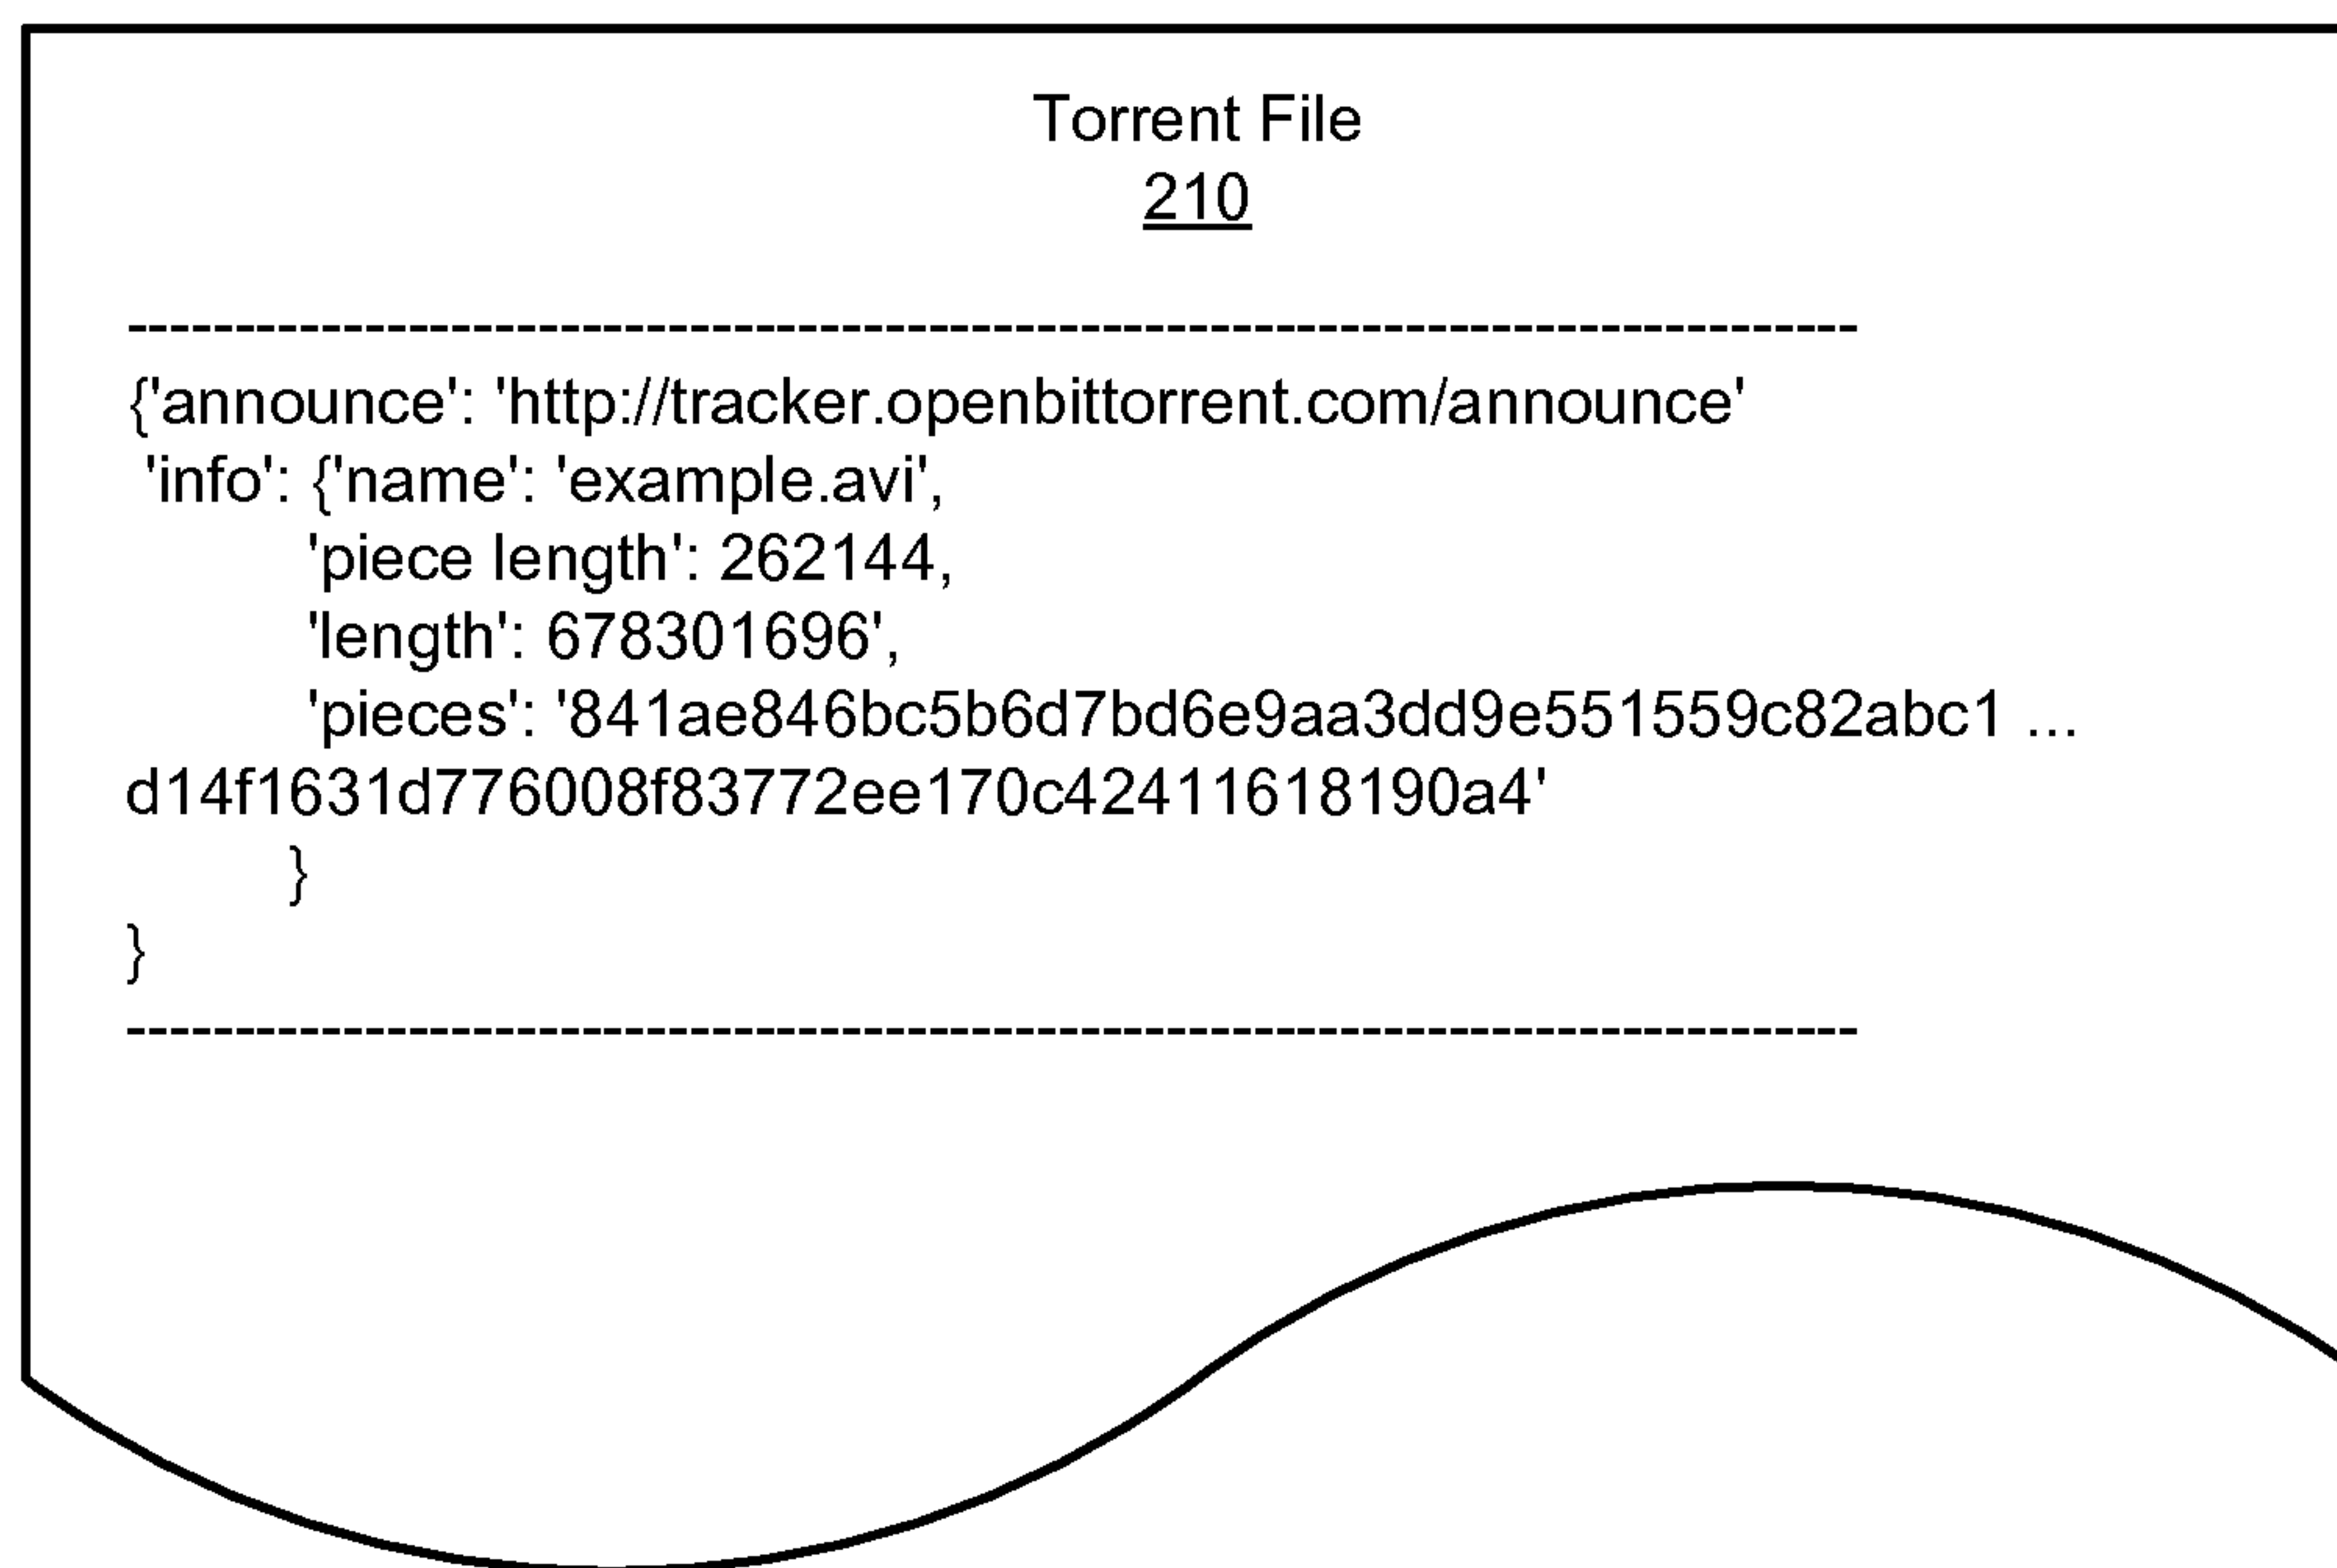 Torrent File
210
--------------------------------------------------------------------------------
{'announce': 'http://tracker.openbittorrent.com/announce'
'info': {'name': 'example.avi',
'piece length': 262144,
'length': 678301696',
'pieces': '841ae846bc5b6d7bd6e9aa3dd9e551559c82abc1 ...
d14f1631d776008f83772ee170c42411618190a4'
}
}
--------------------------------------------------------------------------------